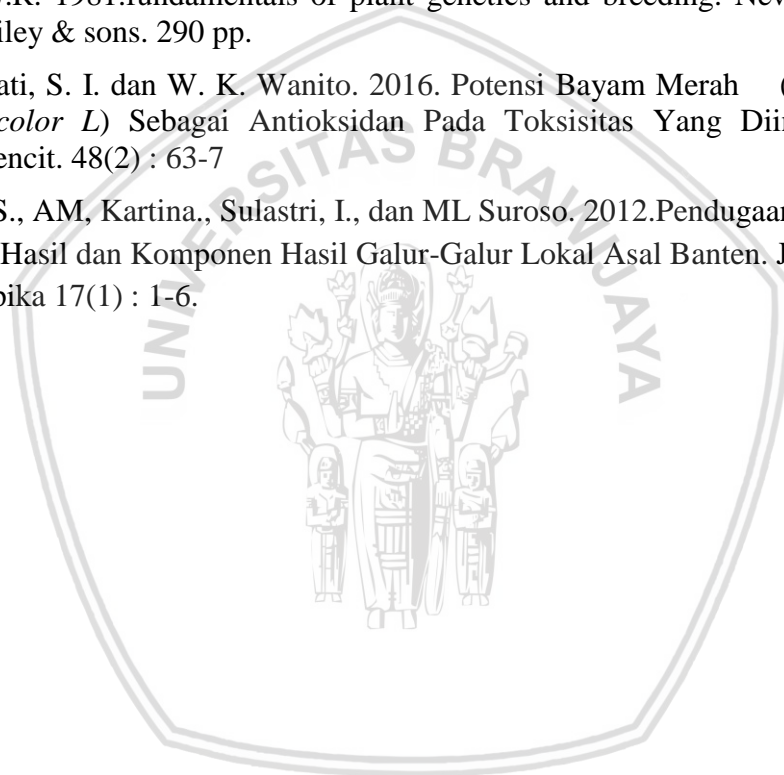 .R. 1981.fundamentals of plant genetics and breeding. New
iley & sons. 290 pp.
ati, S. I. dan W. K. Wanito. 2016. Potensi Bayam Merah (
color L) Sebagai Antioksidan Pada Toksisitas Yang Diin
encit. 48(2) : 63-7
S., AM, Kartina., Sulastri, I., dan ML Suroso. 2012.Pendugaan
Hasil dan Komponen Hasil Galur-Galur Lokal Asal Banten. J
pika 17(1) : 1-6.
UNIVERSITAS BRAWIJAYA